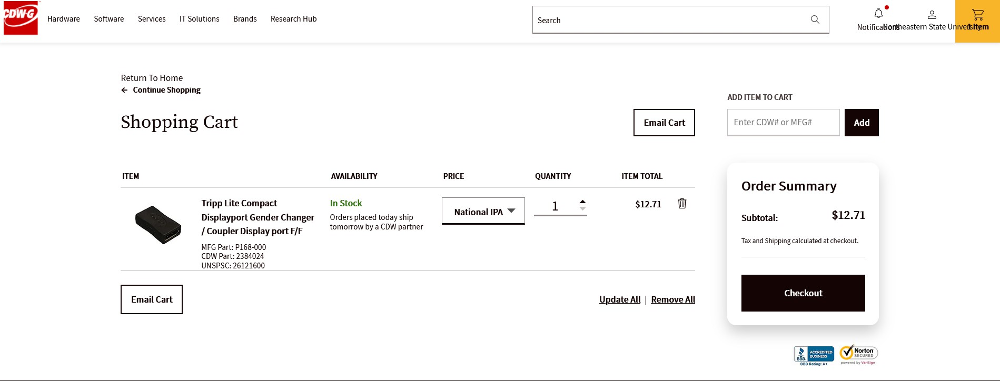 CDW·G
Hardware
Software
Services
IT Solutions
Brands
Research Hub
Search
Notifications
Northeastern State University
1 Item
Return To Home
Continue Shopping
Shopping Cart
Email Cart
ADD ITEM TO CART
Enter CDW# or MFG#
Add
ITEM
AVAILABILITY
PRICE
QUANTITY
ITEM TOTAL
Tripp Lite Compact
Displayport Gender Changer
/ Coupler Display port F/F
MFG Part: P168-000
CDW Part: 2384024
UNSPSC: 26121600
In Stock
Orders placed today ship
tomorrow by a CDW partner
National IPA
1
$12.71
Order Summary
Subtotal:
$12.71
Tax and Shipping calculated at checkout.
Checkout
Email Cart
Update All | Remove All
BBB.
ACCREDITED
BUSINESS
BBB Rating: A+
Norton
SECURED
powered by VeriSign